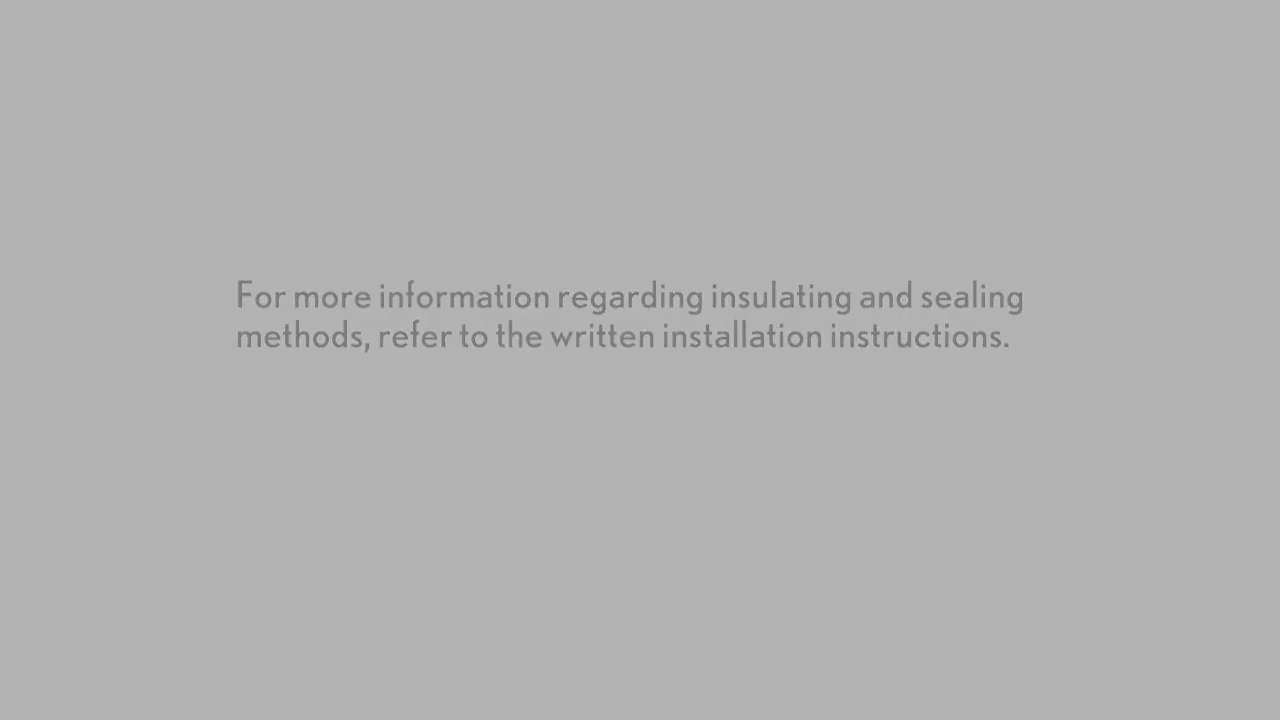 For more information regarding insulating and sealing
methods, refer to the written installation instructions.